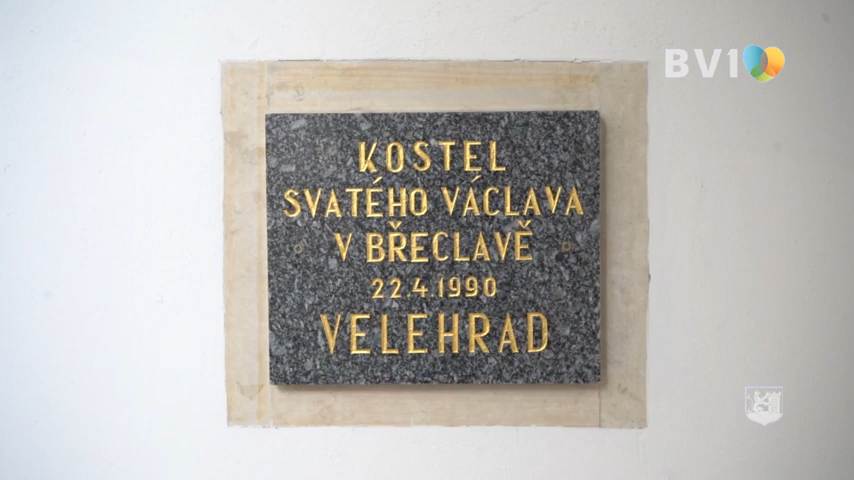 BV1
KOSTEL
SVATÉHO VÁCLAVA
V BŘECLAVĚ
22.4.1990
VELEHRAD